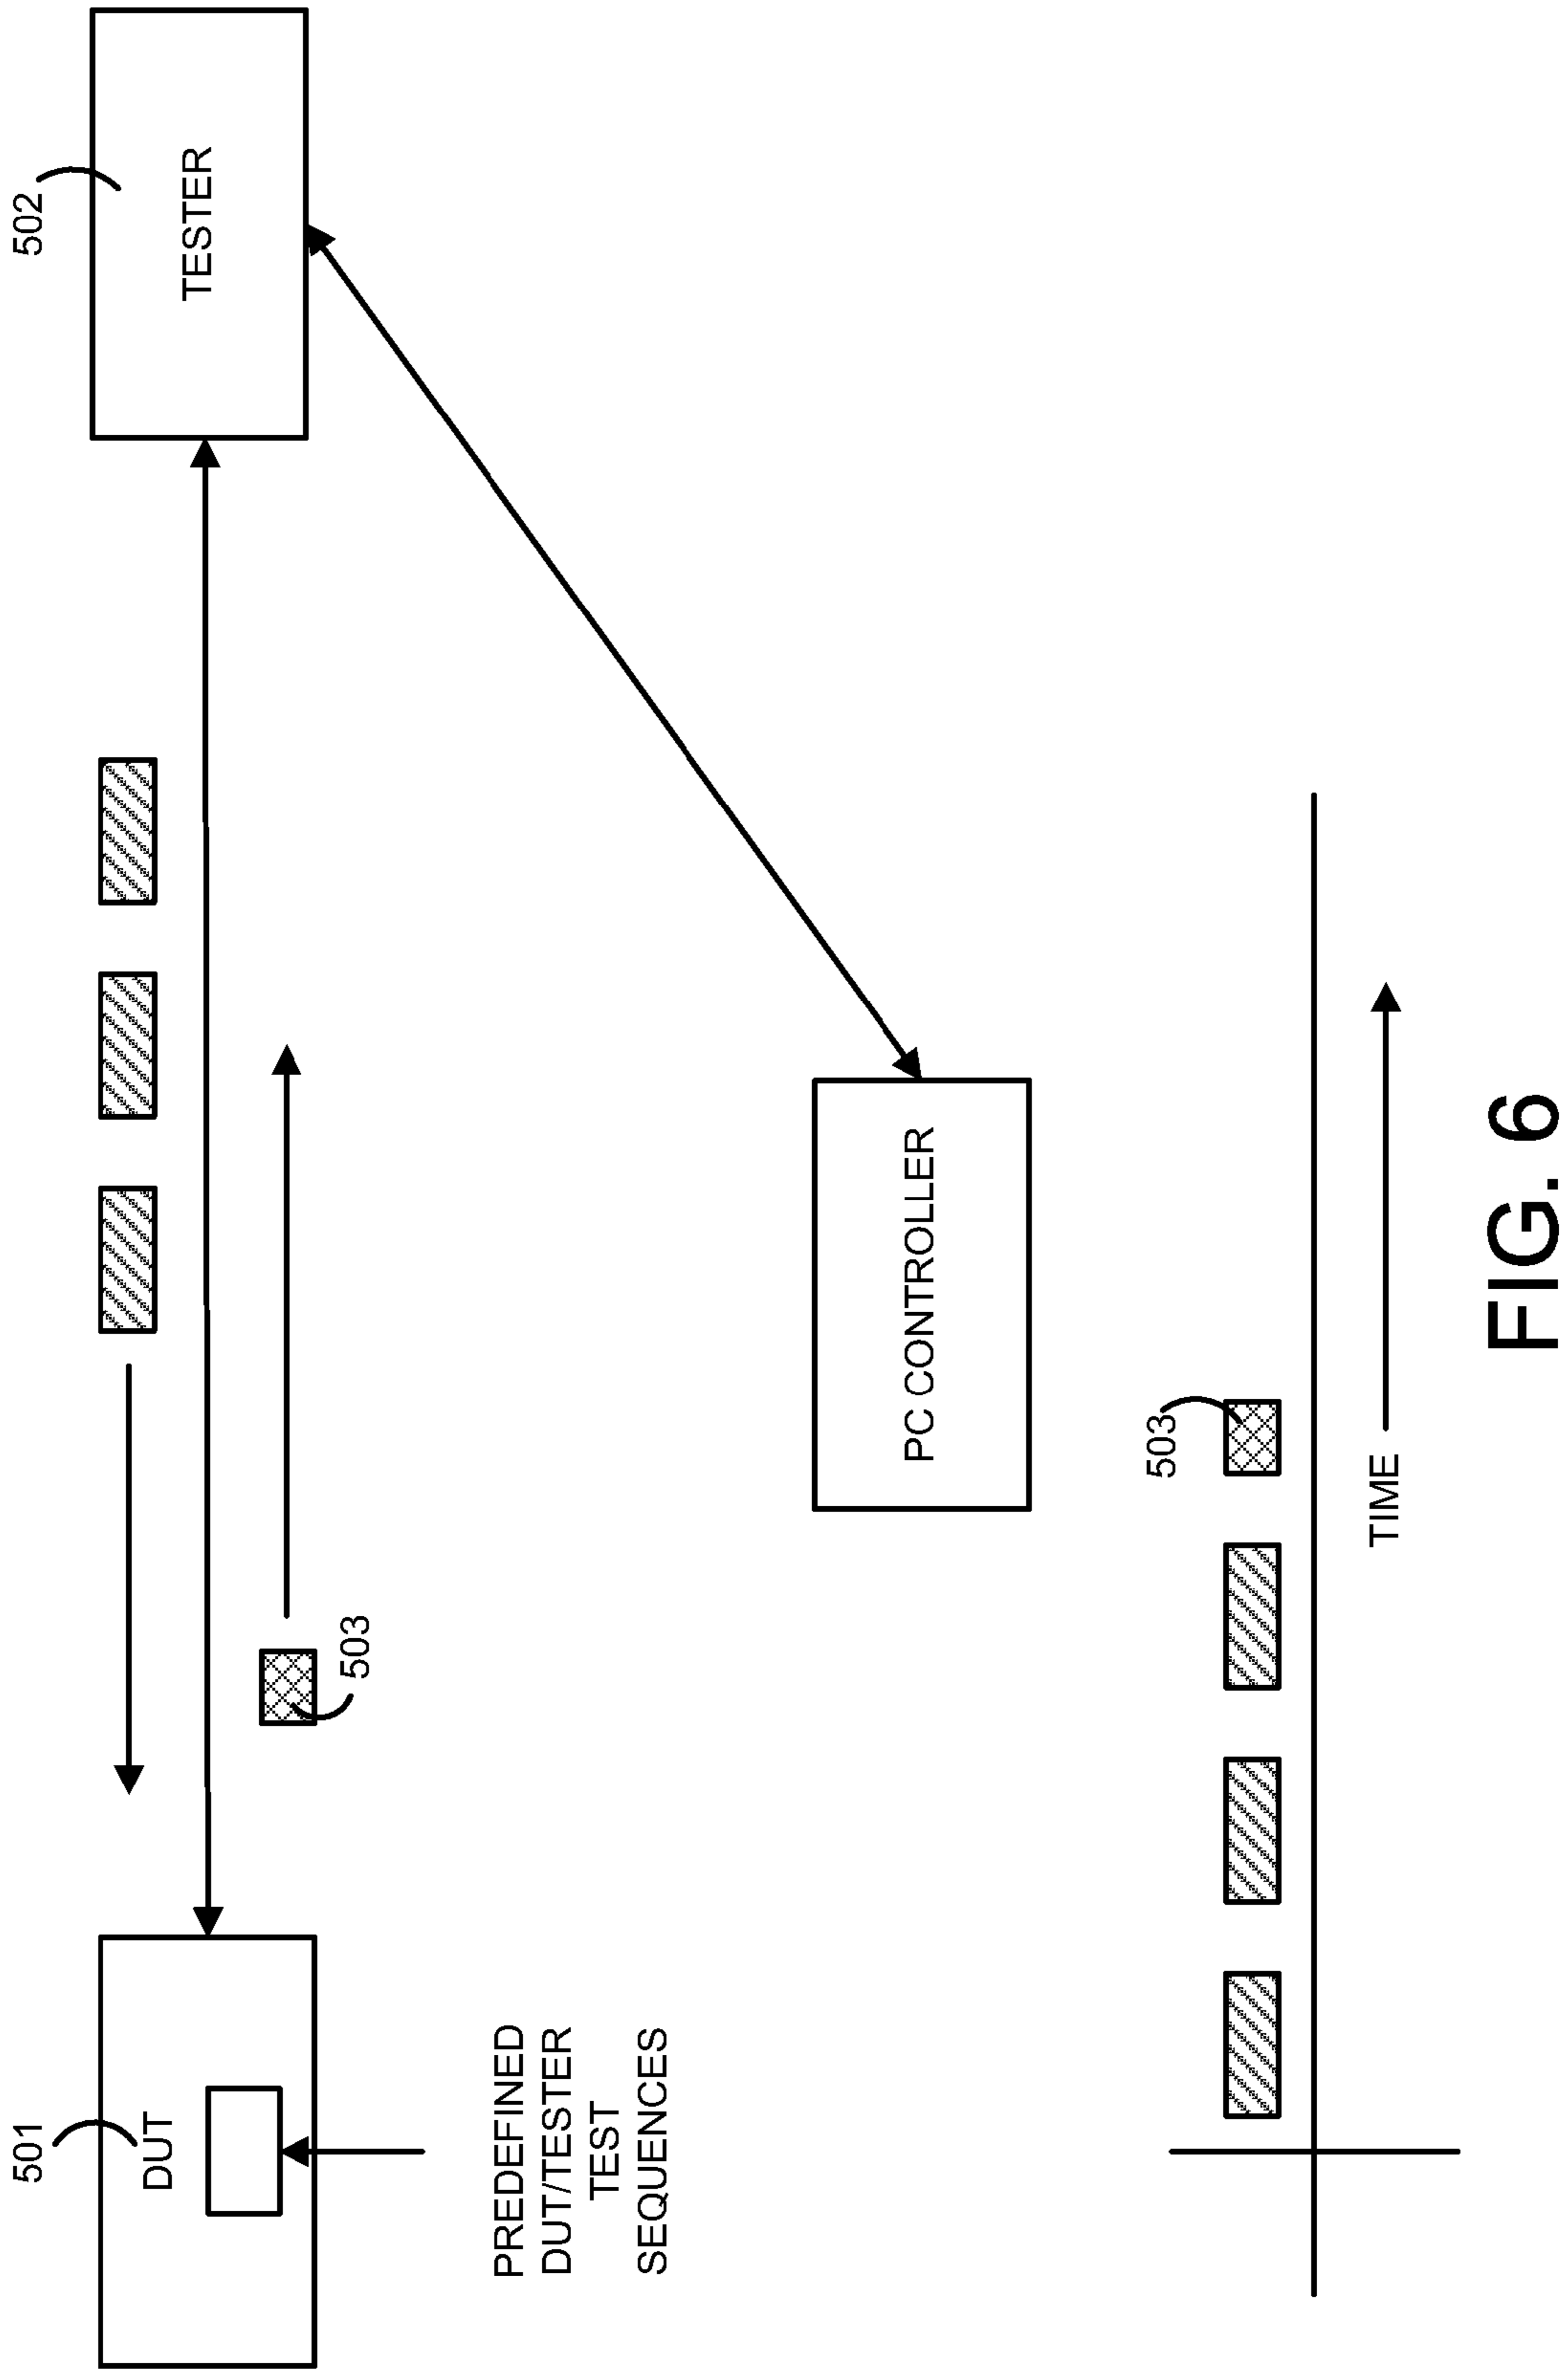 501
502
DUT
TESTER
503
PREDEFINED
DUT/TESTER
TEST
SEQUENCES
PC CONTROLLER
503
TIME
FIG. 6